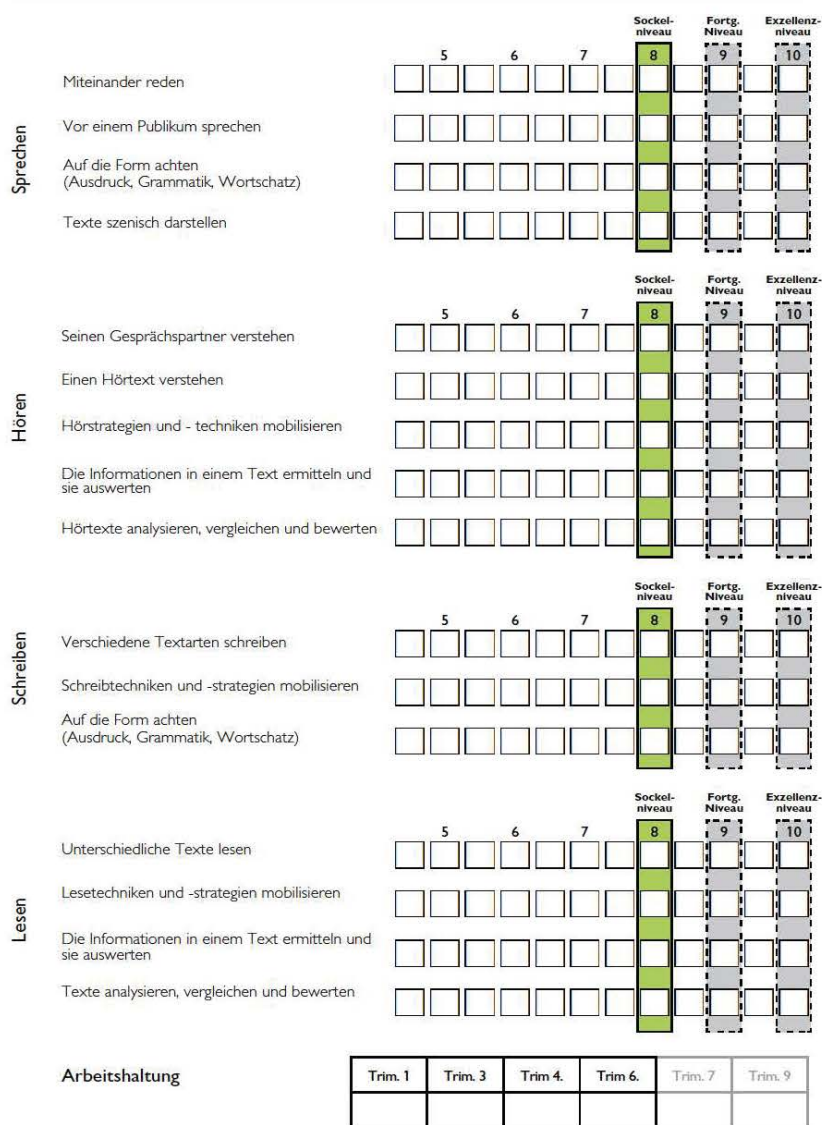 Sockel- Fortg. Exzellenz-
niveau Niveau niveau
5 6 7 8 9 10
Sprechen
Miteinander reden
Vor einem Publikum sprechen
Auf die Form achten
(Ausdruck, Grammatik, Wortschatz)
Texte szenisch darstellen
Sockel- Fortg. Exzellenz-
niveau Niveau niveau
5 6 7 8 9 10
Hören
Seinen Gesprächspartner verstehen
Einen Hörtext verstehen
Hörstrategien und - techniken mobilisieren
Die Informationen in einem Text ermitteln und
sie auswerten
Hörtexte analysieren, vergleichen und bewerten
Sockel- Fortg. Exzellenz-
niveau Niveau niveau
5 6 7 8 9 10
Schreiben
Verschiedene Textarten schreiben
Schreibtechniken und -strategien mobilisieren
Auf die Form achten
(Ausdruck, Grammatik, Wortschatz)
Sockel- Fortg. Exzellenz-
niveau Niveau niveau
5 6 7 8 9 10
Lesen
Unterschiedliche Texte lesen
Lesetechniken und -strategien mobilisieren
Die Informationen in einem Text ermitteln und
sie auswerten
Texte analysieren, vergleichen und bewerten
Arbeitshaltung Trim. 1 Trim. 3 Trim 4. Trim 6. Trim. 7 Trim. 9